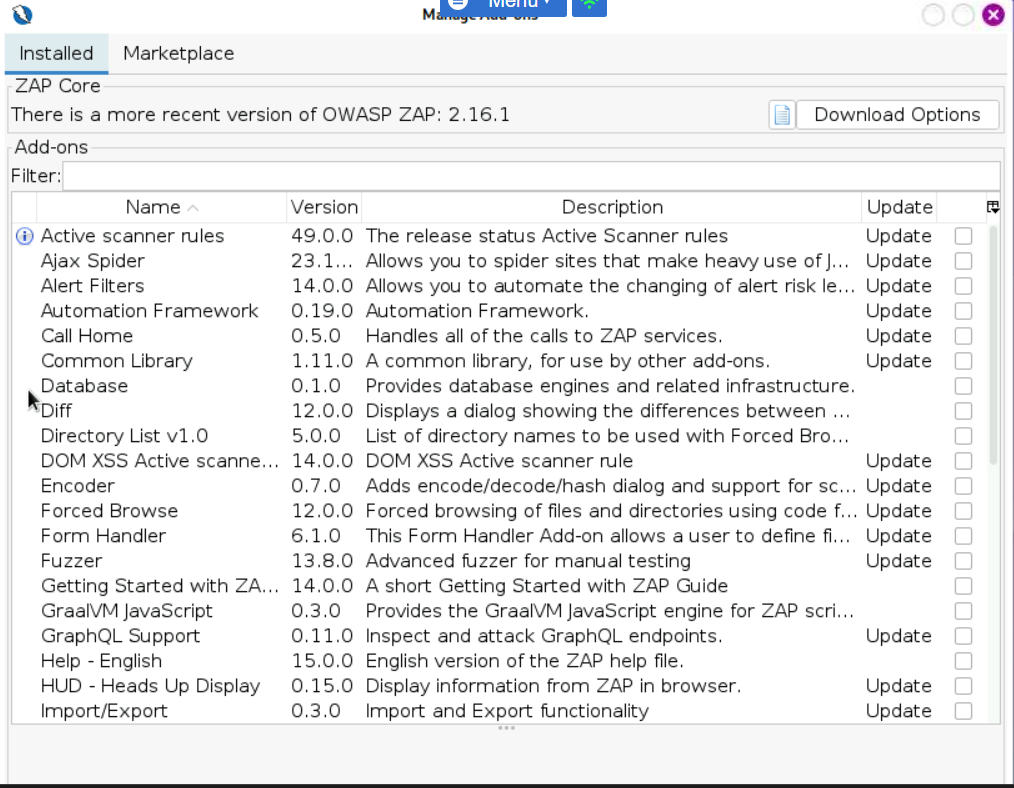 Menu
Manage Add-ons
Installed Marketplace
ZAP Core
There is a more recent version of OWASP ZAP: 2.16.1 Download Options
Add-ons
Filter:
Name Version Description Update
Active scanner rules 49.0.0 The release status Active Scanner rules Update
Ajax Spider 23.1... Allows you to spider sites that make heavy use of J... Update
Alert Filters 14.0.0 Allows you to automate the changing of alert risk le... Update
Automation Framework 0.19.0 Automation Framework. Update
Call Home 0.5.0 Handles all of the calls to ZAP services. Update
Common Library 1.11.0 A common library, for use by other add-ons. Update
Database 0.1.0 Provides database engines and related infrastructure.
Diff 12.0.0 Displays a dialog showing the differences between ...
Directory List v1.0 5.0.0 List of directory names to be used with Forced Bro...
DOM XSS Active scanne... 14.0.0 DOM XSS Active scanner rule Update
Encoder 0.7.0 Adds encode/decode/hash dialog and support for sc... Update
Forced Browse 12.0.0 Forced browsing of files and directories using code f... Update
Form Handler 6.1.0 This Form Handler Add-on allows a user to define fi... Update
Fuzzer 13.8.0 Advanced fuzzer for manual testing Update
Getting Started with ZA... 14.0.0 A short Getting Started with ZAP Guide
GraalVM JavaScript 0.3.0 Provides the GraalVM JavaScript engine for ZAP scri...
GraphQL Support 0.11.0 Inspect and attack GraphQL endpoints. Update
Help - English 15.0.0 English version of the ZAP help file.
HUD - Heads Up Display 0.15.0 Display information from ZAP in browser. Update
Import/Export 0.3.0 Import and Export functionality Update